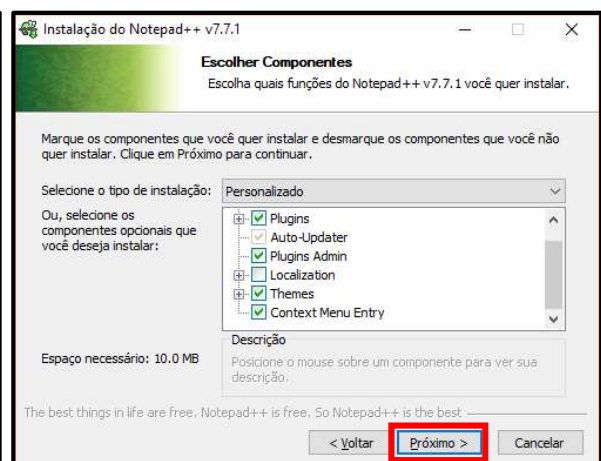 Instalação do Notepad++ v7.7.1
Escolher Componentes
Escolha quais funções do Notepad++ v7.7.1 você quer instalar.
Marque os componentes que você quer instalar e desmarque os componentes que você não
quer instalar. Clique em Próximo para continuar.
Selecione o tipo de instalação: Personalizado
Ou, selecione os
componentes opcionais que
você deseja instalar:
Plugins
Auto-Updater
Plugins Admin
Localization
Themes
Context Menu Entry
Espaço necessário: 10.0 MB
Descrição
Posicione o mouse sobre um componente para ver sua
descrição.
The best things in life are free. Notepad++ is free. So Notepad++ is the best
< Voltar Próximo > Cancelar